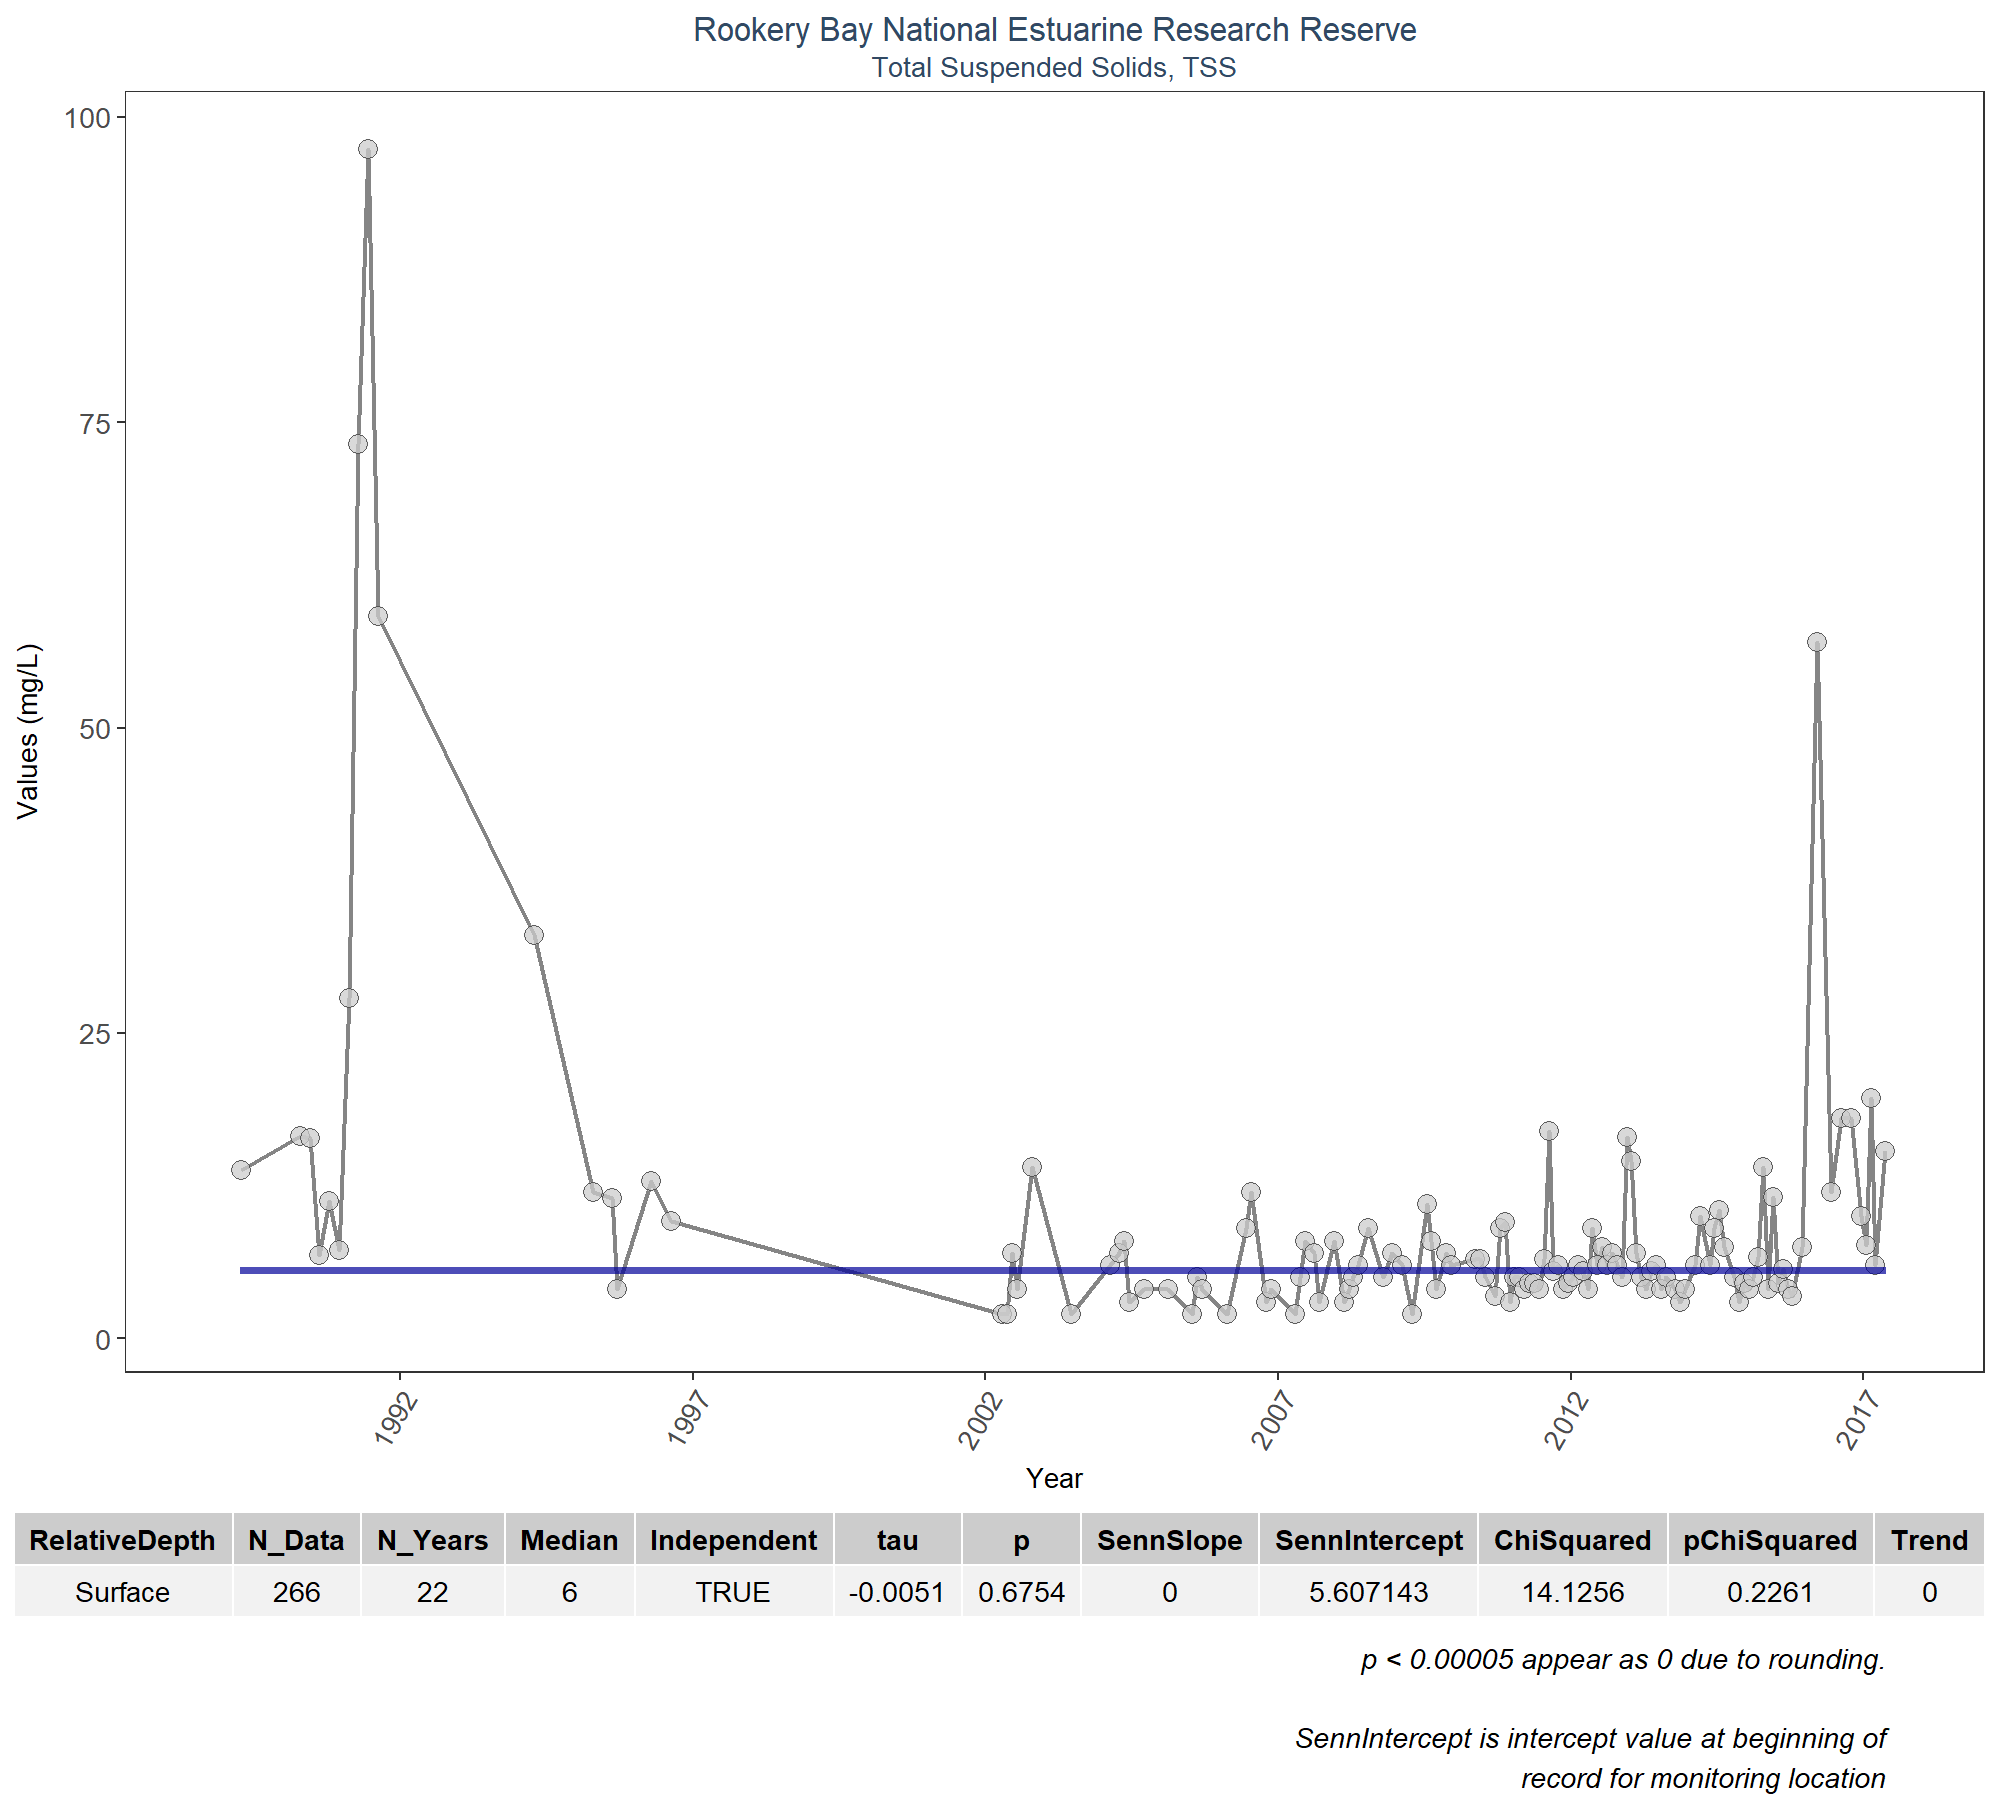 Rookery Bay National Estuarine Research Reserve
Total Suspended Solids, TSS
100
75
50
25
0
Values (mg/L)
1992
1997
2002
2007
2012
2017
Year
RelativeDepth N_Data N_Years Median Independent tau p SennSlope SennIntercept ChiSquared pChiSquared Trend
Surface 266 22 6 TRUE -0.0051 0.6754 0 5.607143 14.1256 0.2261 0
p < 0.00005 appear as 0 due to rounding.
SennIntercept is intercept value at beginning of
record for monitoring location